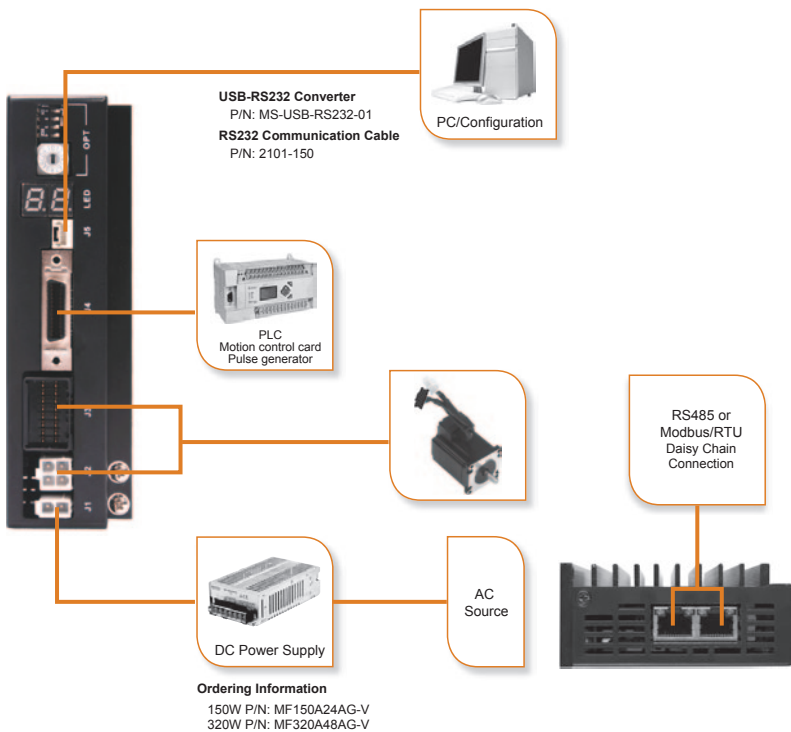 USB-RS232 Converter
P/N: MS-USB-RS232-01
RS232 Communication Cable
P/N: 2101-150
PC/Configuration
OPT
8.8.
LED
J5
J4
PLC
Motion control card
Pulse generator
J3
J2
J1
RS485 or
Modbus/RTU
Daisy Chain
Connection
DC Power Supply
AC
Source
Ordering Information
150W P/N: MF150A24AG-V
320W P/N: MF320A48AG-V